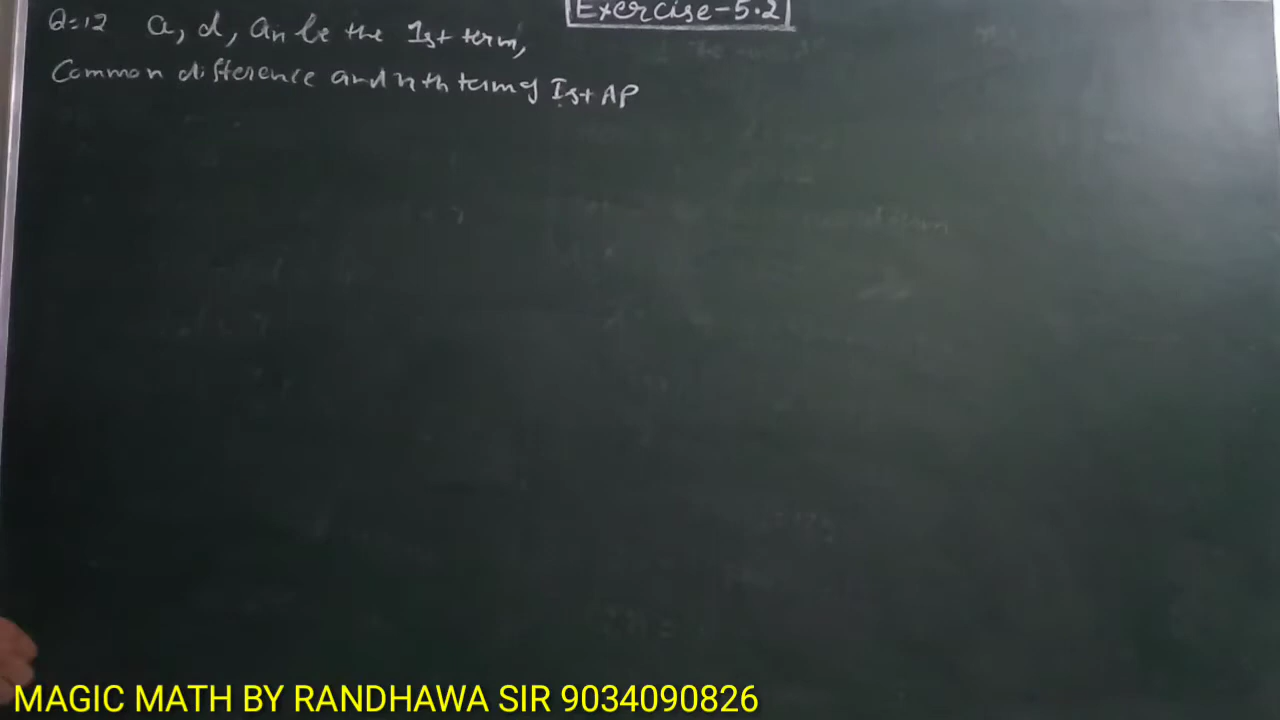 Exercise-5.2
Q=12 a, d, an be the Ist term,
Common difference and nth term of Ist AP
MAGIC MATH BY RANDHAWA SIR 9034090826